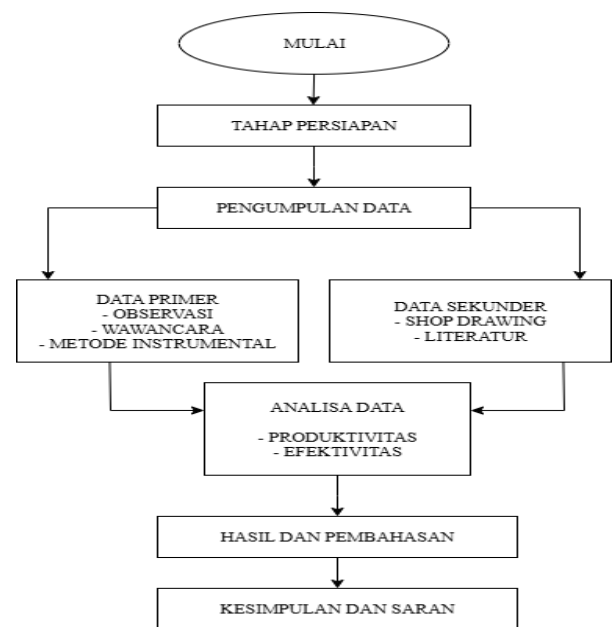 MULAI
TAHAP PERSIAPAN
PENGUMPULAN DATA
DATA PRIMER
- OBSERVASI
- WAWANCARA
- METODE INSTRUMENTAL
DATA SEKUNDER
- SHOP DRAWING
- LITERATUR
ANALISA DATA
- PRODUKTIVITAS
- EFEKTIVITAS
HASIL DAN PEMBAHASAN
KESIMPULAN DAN SARAN